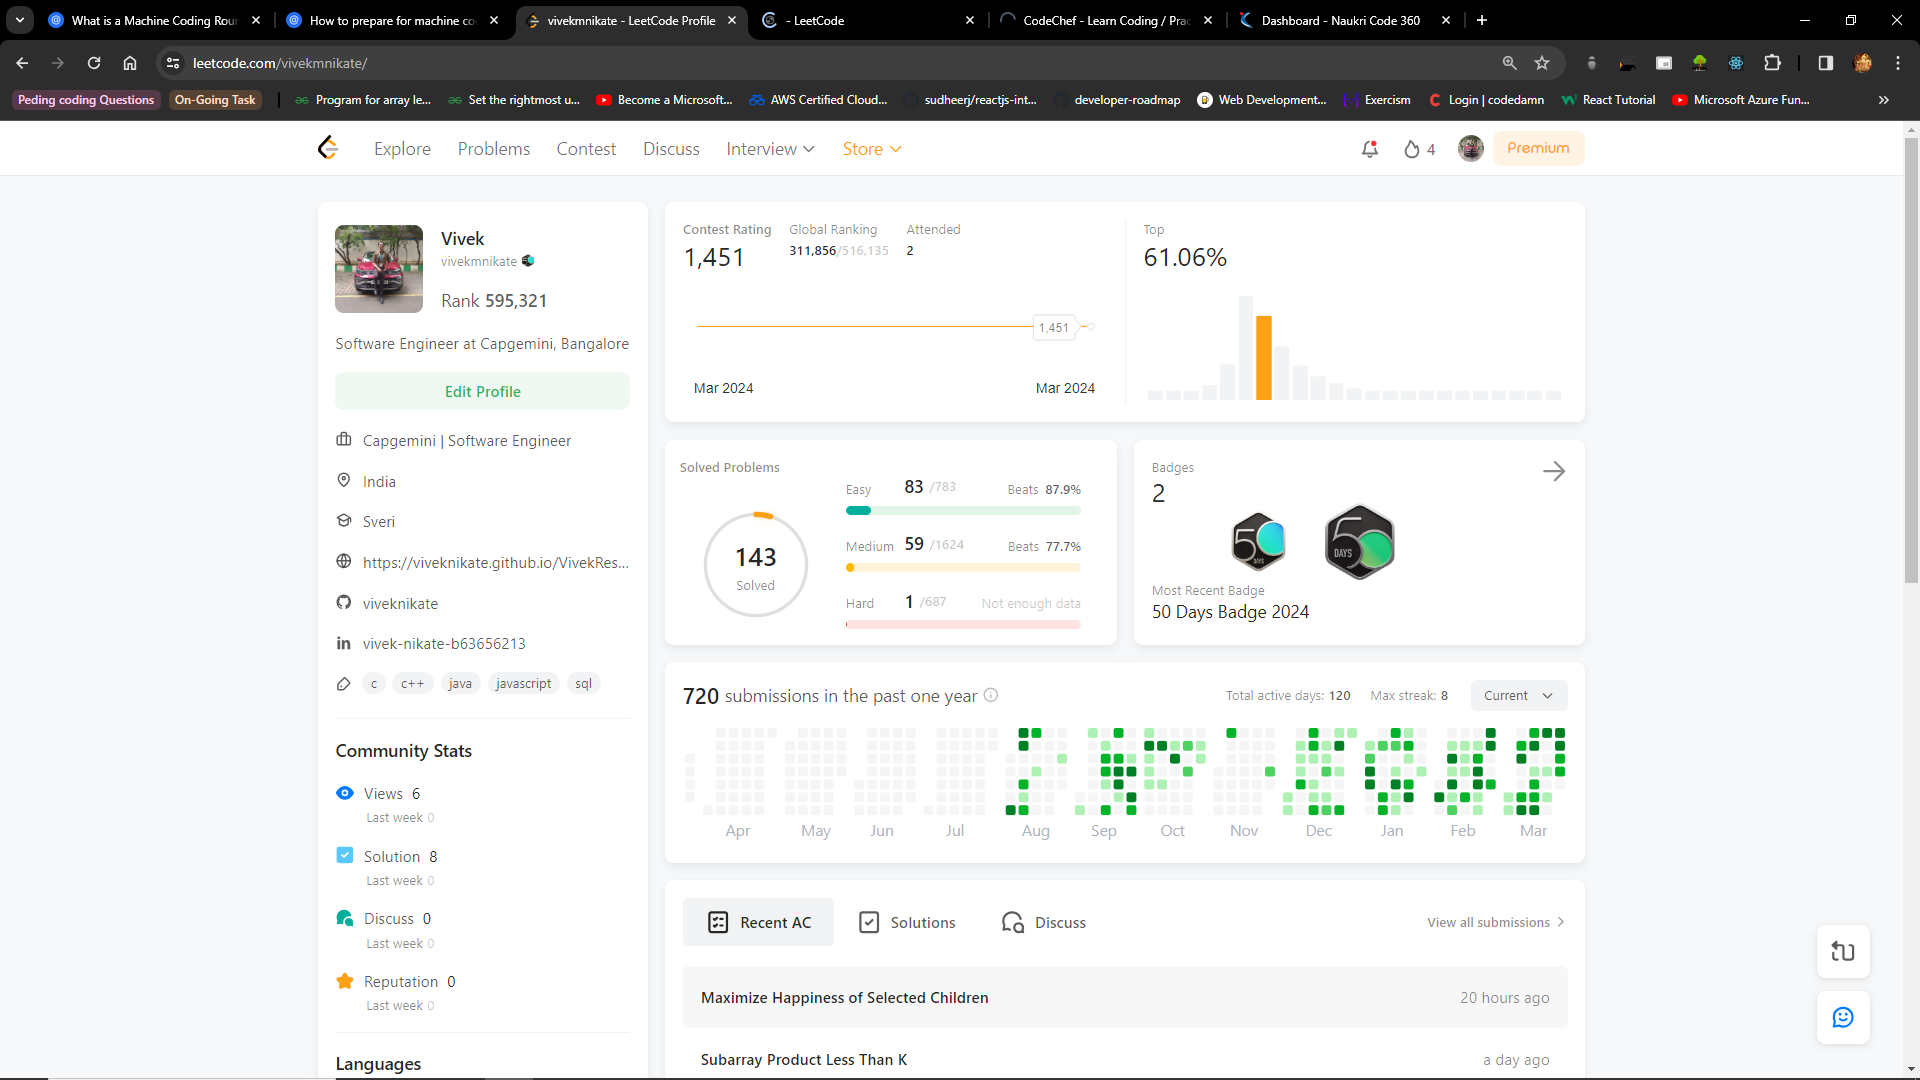 What is a Machine Coding Rour
How to prepare for machine co
vivekmnikate - LeetCode Profile
- LeetCode
CodeChef - Learn Coding / Prac
Dashboard - Naukri Code 360
leetcode.com/vivekmnikate/
Peding coding Questions
On-Going Task
Program for array le...
Set the rightmost u...
Become a Microsoft...
AWS Certified Cloud...
sudheerj/reactjs-int...
developer-roadmap
Web Development...
Exercism
Login | codedamn
React Tutorial
Microsoft Azure Fun...
Explore
Problems
Contest
Discuss
Interview
Store
4
Premium
Vivek
vivekmnikate
Rank 595,321
Software Engineer at Capgemini, Bangalore
Edit Profile
Capgemini | Software Engineer
India
Sveri
https://viveknikate.github.io/VivekRes...
viveknikate
vivek-nikate-b63656213
c
c++
java
javascript
sql
Community Stats
Views 6
Last week 0
Solution 8
Last week 0
Discuss 0
Last week 0
Reputation 0
Last week 0
Languages
Contest Rating
1,451
Global Ranking
311,856/516,135
Attended
2
1,451
Mar 2024
Mar 2024
Top
61.06%
Solved Problems
143
Solved
Easy 83 /783 Beats 87.9%
Medium 59 /1624 Beats 77.7%
Hard 1 /687 Not enough data
Badges
2
50 DAYS
50 DAYS
Most Recent Badge
50 Days Badge 2024
720 submissions in the past one year
Total active days: 120
Max streak: 8
Current
Apr May Jun Jul Aug Sep Oct Nov Dec Jan Feb Mar
Recent AC
Solutions
Discuss
View all submissions
Maximize Happiness of Selected Children
20 hours ago
Subarray Product Less Than K
a day ago